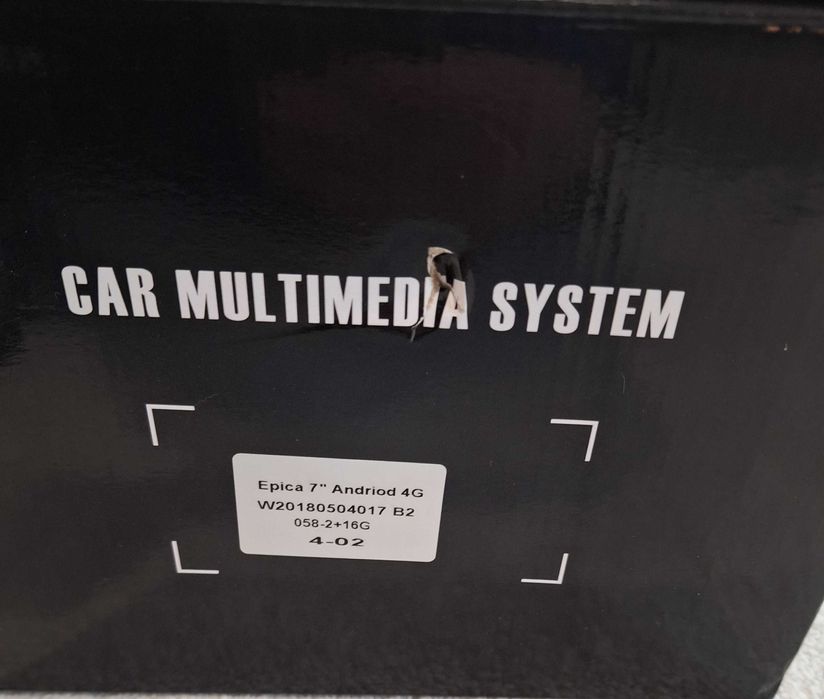 CAR MULTIMEDIA SYSTEM
Epica 7" Andriod 4G
W20180504017 B2
058-2+16G
4-02